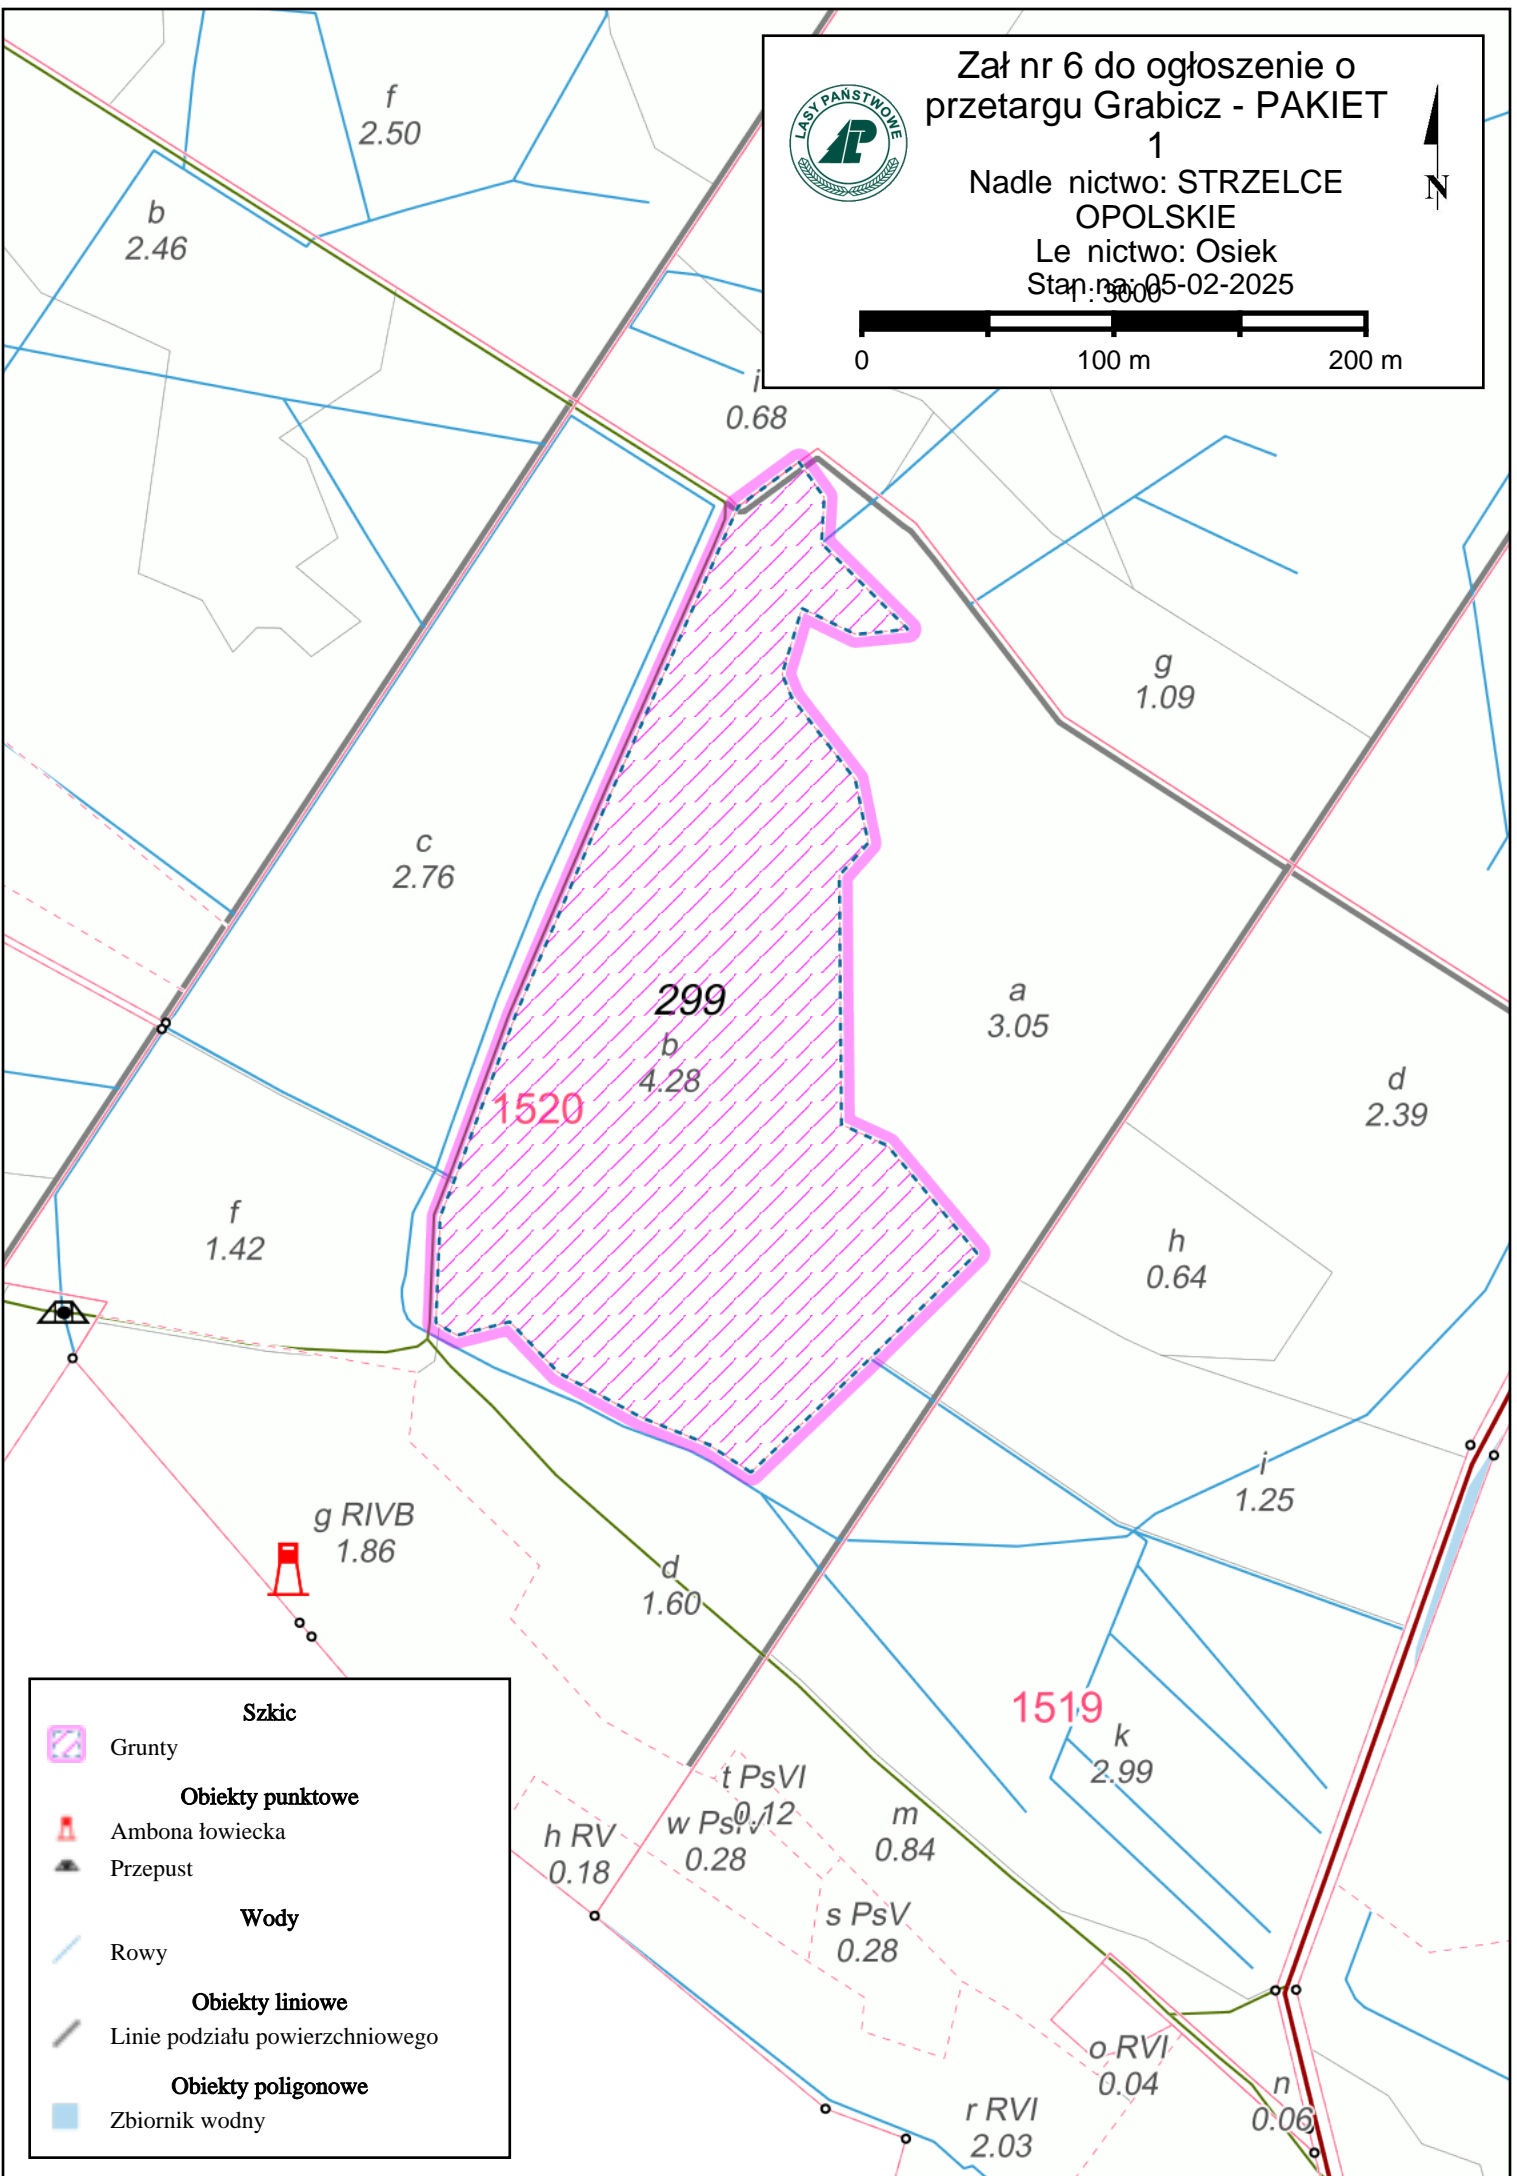 Zał nr 6 do ogłoszenie o
przetargu Grabicz - PAKIET
1
Nadle nictwo: STRZELCE
OPOLSKIE
Le nictwo: Osiek
Stan na: 05-02-2025
1 : 3000
0 100 m 200 m
LASY PAŃSTWOWE
N
f
2.50
b
2.46
i
0.68
g
1.09
c
2.76
299
b
4.28
a
3.05
1520
d
2.39
f
1.42
h
0.64
i
1.25
g RIVB
1.86
d
1.60
1519
k
2.99
t PsVI
0.12
w PsIV
0.28
m
0.84
h RV
0.18
s PsV
0.28
o RVI
0.04
n
0.06
r RVI
2.03
Szkic
Grunty
Obiekty punktowe
Ambona łowiecka
Przepust
Wody
Rowy
Obiekty liniowe
Linie podziału powierzchniowego
Obiekty poligonowe
Zbiornik wodny